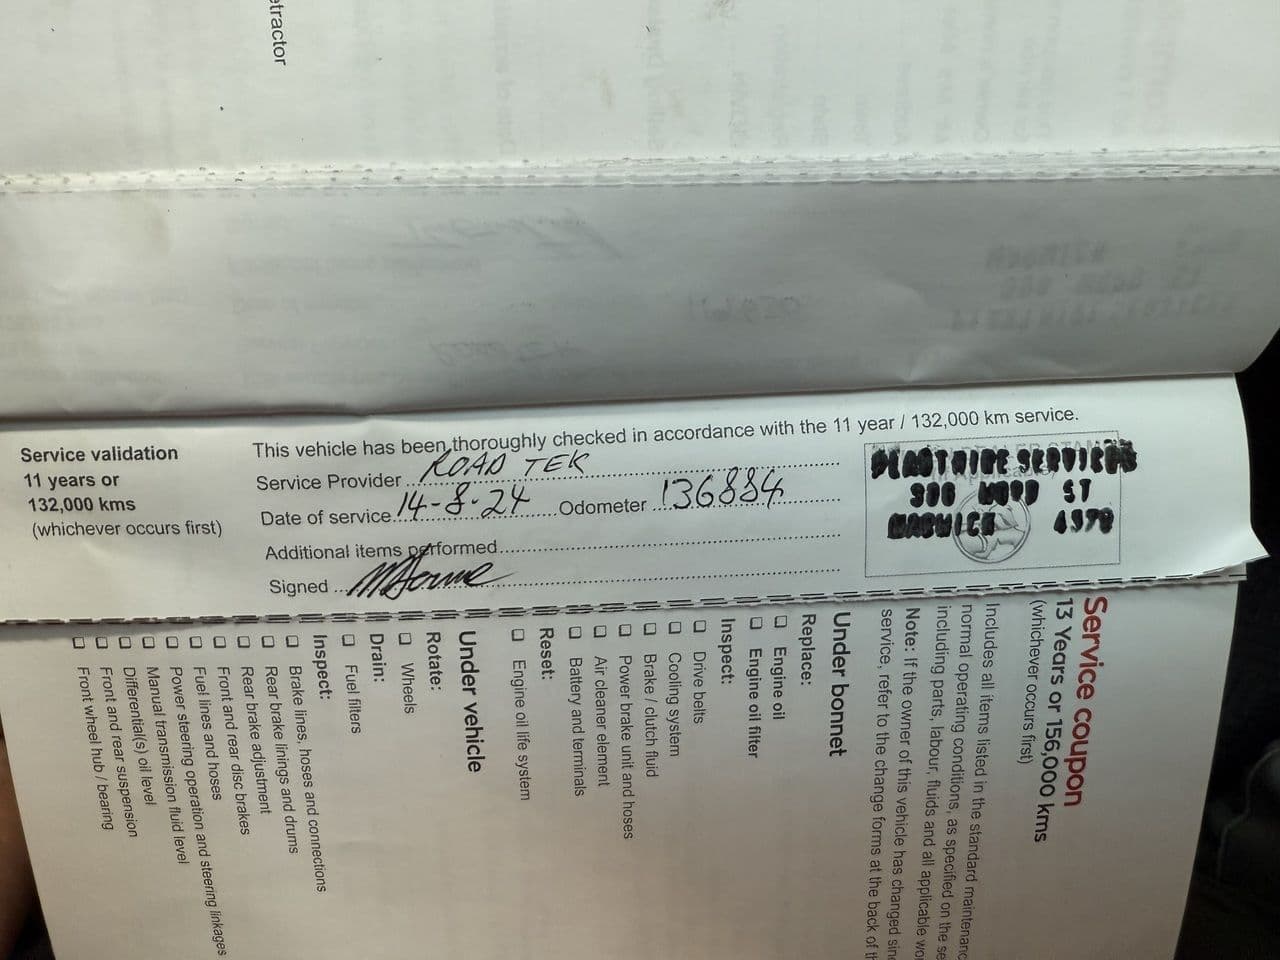 etractor
Service validation
11 years or
132,000 kms
(whichever occurs first)
This vehicle has been thoroughly checked in accordance with the 11 year / 132,000 km service.
Service Provider ROAD TEK
Date of service 14-8-24 Odometer 136884
Additional items performed
Signed
SERVICES
ST
WARWICK 4370
Service coupon
13 Years or 156,000 kms
(whichever occurs first)
Includes all items listed in the standard maintenanc
normal operating conditions, as specified on the se
including parts, labour, fluids and all applicable wo
Note: If the owner of this vehicle has changed sinc
service, refer to the change forms at the back of th
Under bonnet
Replace:
❏ Engine oil
❏ Engine oil filter
Inspect:
❏ Drive belts
❏ Cooling system
❏ Brake / clutch fluid
❏ Power brake unit and hoses
❏ Air cleaner element
❏ Battery and terminals
Reset:
❏ Engine oil life system
Under vehicle
Rotate:
❏ Wheels
Drain:
❏ Fuel filters
Inspect:
❏ Brake lines, hoses and connections
❏ Rear brake linings and drums
❏ Rear brake adjustment
❏ Front and rear disc brakes
❏ Fuel lines and hoses
❏ Power steering operation and steering linkages
❏ Manual transmission fluid level
❏ Differential(s) oil level
❏ Front and rear suspension
❏ Front wheel hub / bearing